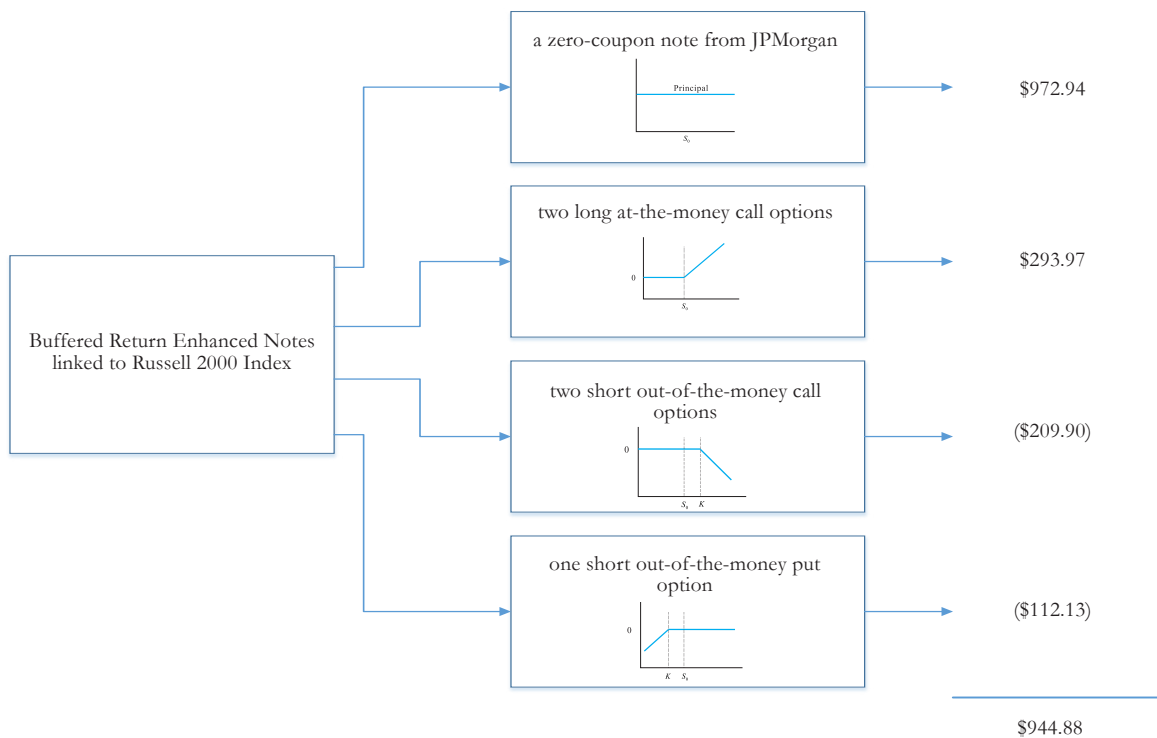 a zero-coupon note from JPMorgan
Principal
S₀
$972.94
two long at-the-money call options
0
S₀
$293.97
Buffered Return Enhanced Notes
linked to Russell 2000 Index
two short out-of-the-money call
options
0
S₀ K
($209.90)
one short out-of-the-money put
option
0
K S₀
($112.13)
$944.88